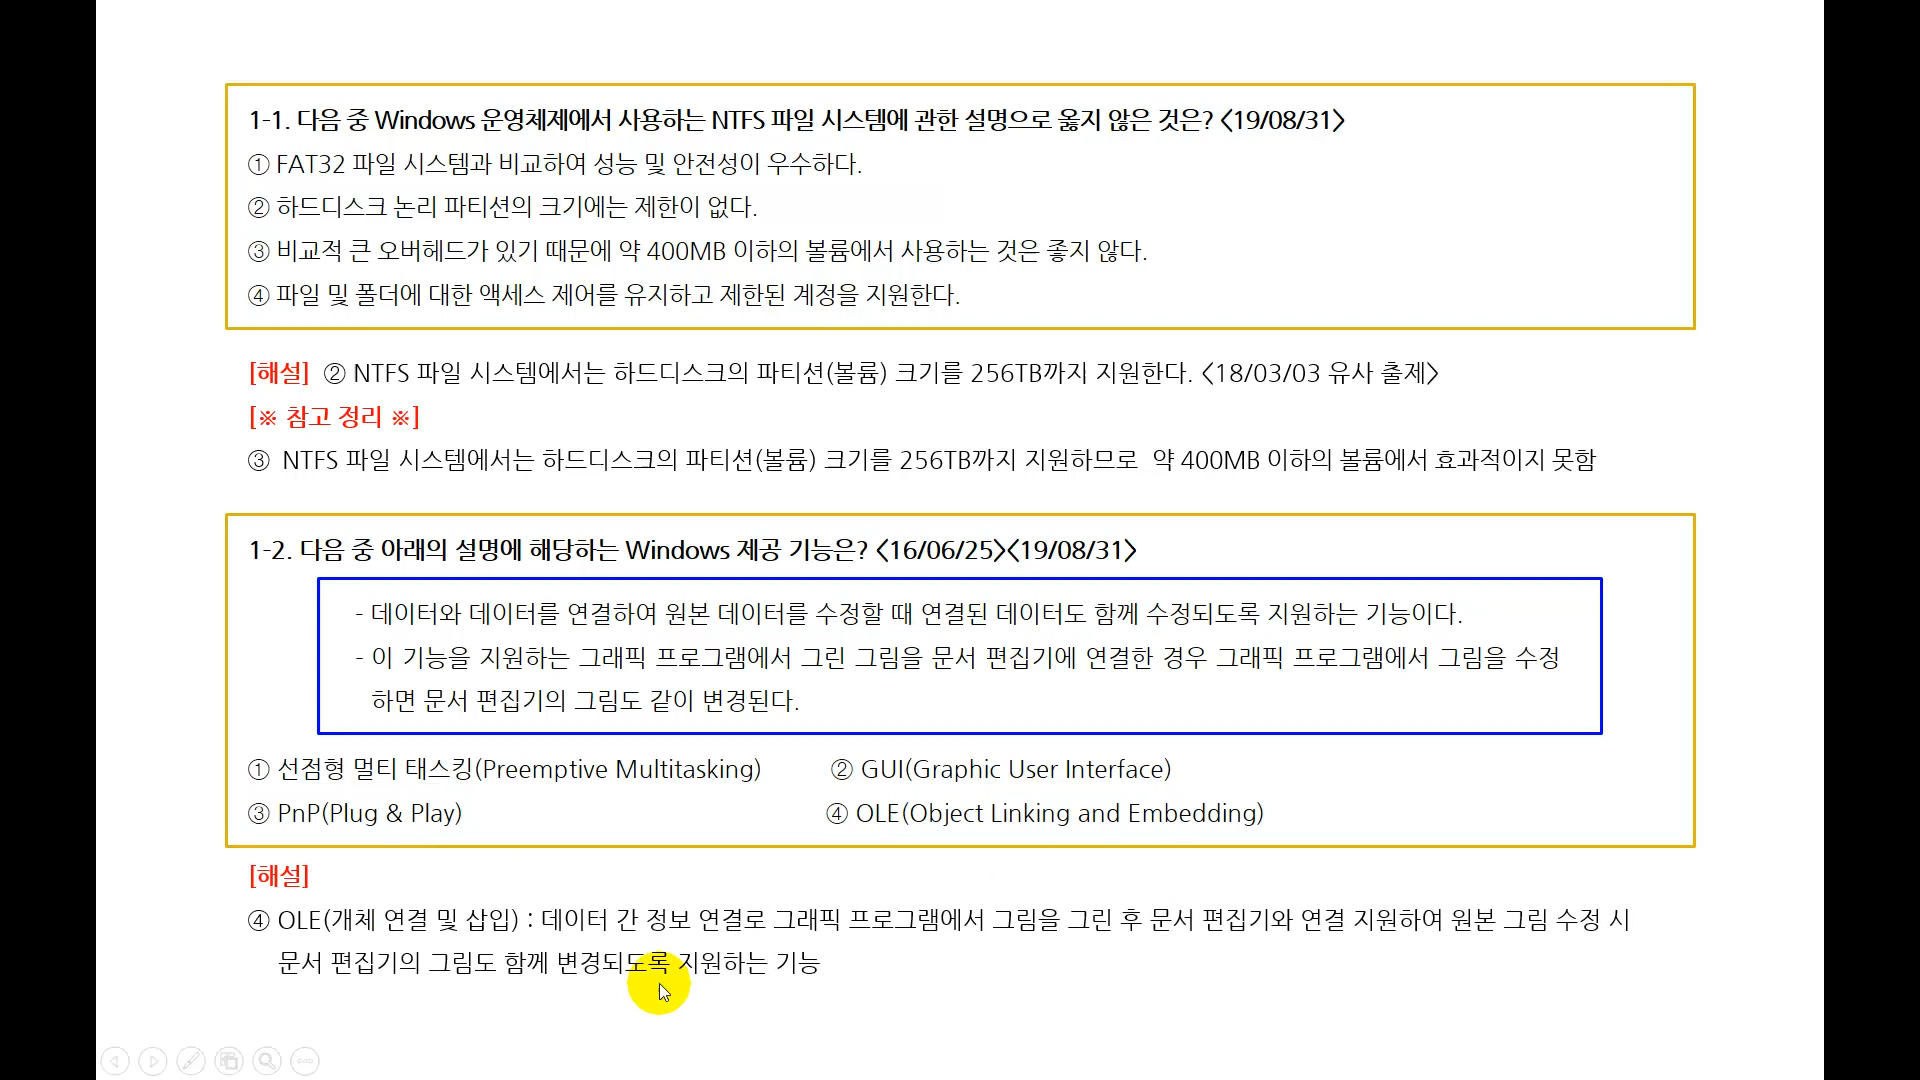 1-1. 다음 중 Windows 운영체제에서 사용하는 NTFS 파일 시스템에 관한 설명으로 옳지 않은 것은? <19/08/31>
① FAT32 파일 시스템과 비교하여 성능 및 안전성이 우수하다.
② 하드디스크 논리 파티션의 크기에는 제한이 없다.
③ 비교적 큰 오버헤드가 있기 때문에 약 400MB 이하의 볼륨에서 사용하는 것은 좋지 않다.
④ 파일 및 폴더에 대한 액세스 제어를 유지하고 제한된 계정을 지원한다.
[해설] ② NTFS 파일 시스템에서는 하드디스크의 파티션(볼륨) 크기를 256TB까지 지원한다. <18/03/03 유사 출제>
[※ 참고 정리 ※]
③ NTFS 파일 시스템에서는 하드디스크의 파티션(볼륨) 크기를 256TB까지 지원하므로 약 400MB 이하의 볼륨에서 효과적이지 못함
1-2. 다음 중 아래의 설명에 해당하는 Windows 제공 기능은? <16/06/25><19/08/31>
- 데이터와 데이터를 연결하여 원본 데이터를 수정할 때 연결된 데이터도 함께 수정되도록 지원하는 기능이다.
- 이 기능을 지원하는 그래픽 프로그램에서 그린 그림을 문서 편집기에 연결한 경우 그래픽 프로그램에서 그림을 수정
하면 문서 편집기의 그림도 같이 변경된다.
① 선점형 멀티 태스킹(Preemptive Multitasking) ② GUI(Graphic User Interface)
③ PnP(Plug & Play) ④ OLE(Object Linking and Embedding)
[해설]
④ OLE(개체 연결 및 삽입) : 데이터 간 정보 연결로 그래픽 프로그램에서 그림을 그린 후 문서 편집기와 연결 지원하여 원본 그림 수정 시
문서 편집기의 그림도 함께 변경되도록 지원하는 기능